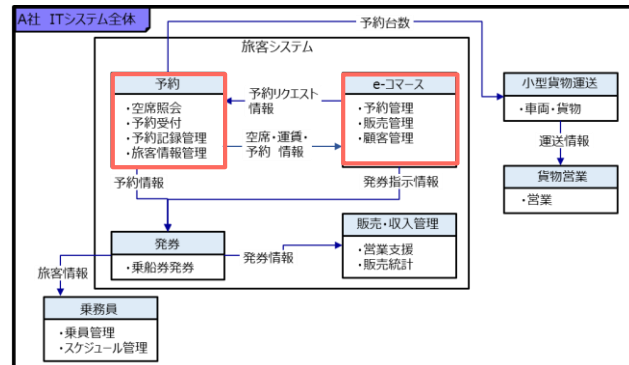 A社 ITシステム全体
予約台数
旅客システム
予約
・空席照会
・予約受付
・予約記録管理
・旅客情報管理
予約リクエスト
情報
空席・運賃・
予約 情報
e-コマース
・予約管理
・販売管理
・顧客管理
小型貨物運送
・車両・貨物
運送情報
貨物営業
・営業
予約情報
発券指示情報
発券
・乗船券発券
発券情報
販売・収入管理
・営業支援
・販売統計
旅客情報
乗務員
・乗員管理
・スケジュール管理